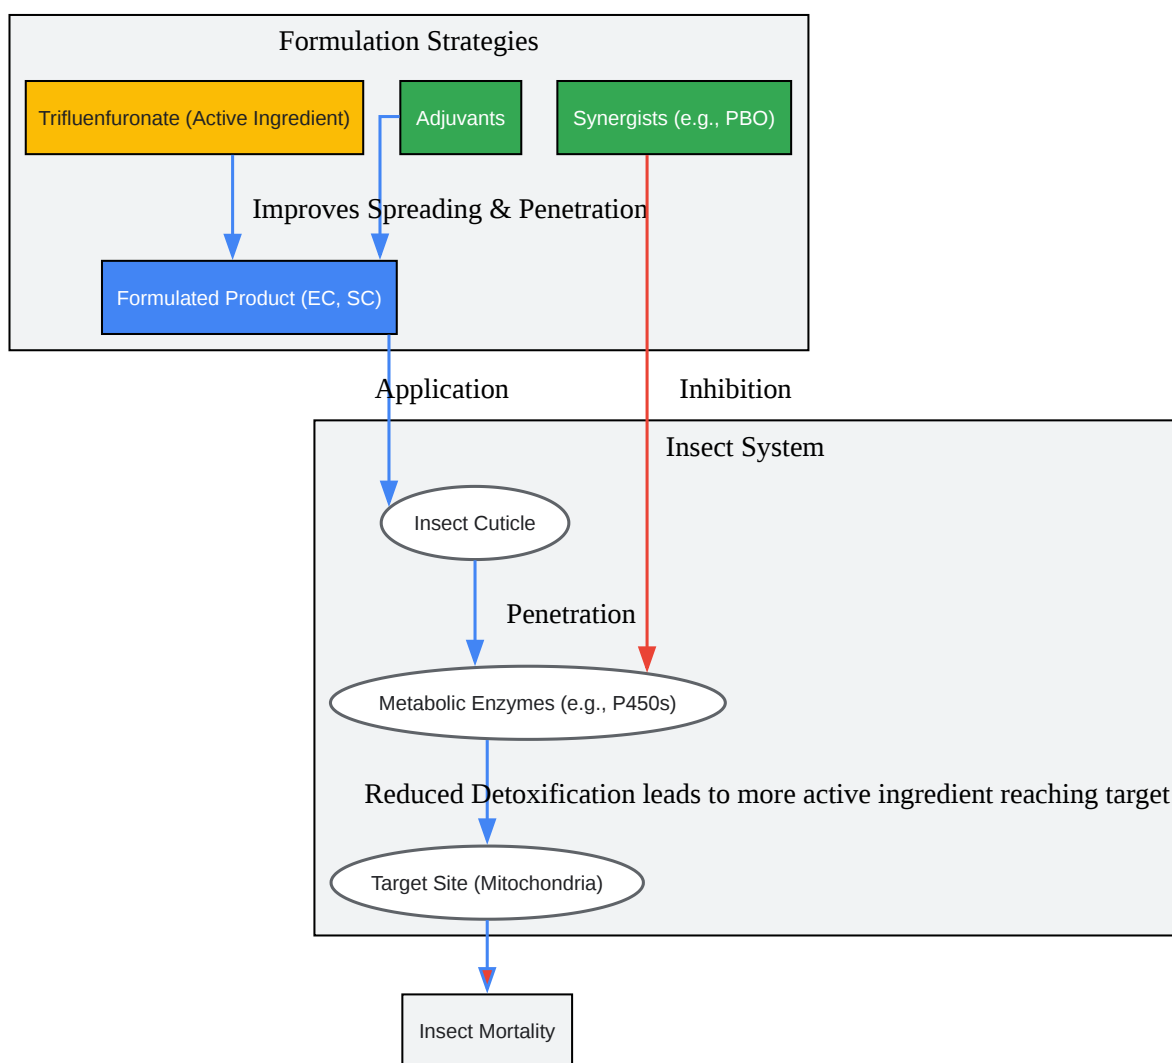 Formulation Strategies
Trifluenfuronate (Active Ingredient)
Adjuvants
Synergists (e.g., PBO)
Improves Spreading & Penetration
Formulated Product (EC, SC)
Application
Inhibition
Insect System
Insect Cuticle
Penetration
Metabolic Enzymes (e.g., P450s)
Reduced Detoxification leads to more active ingredient reaching target
Target Site (Mitochondria)
Insect Mortality